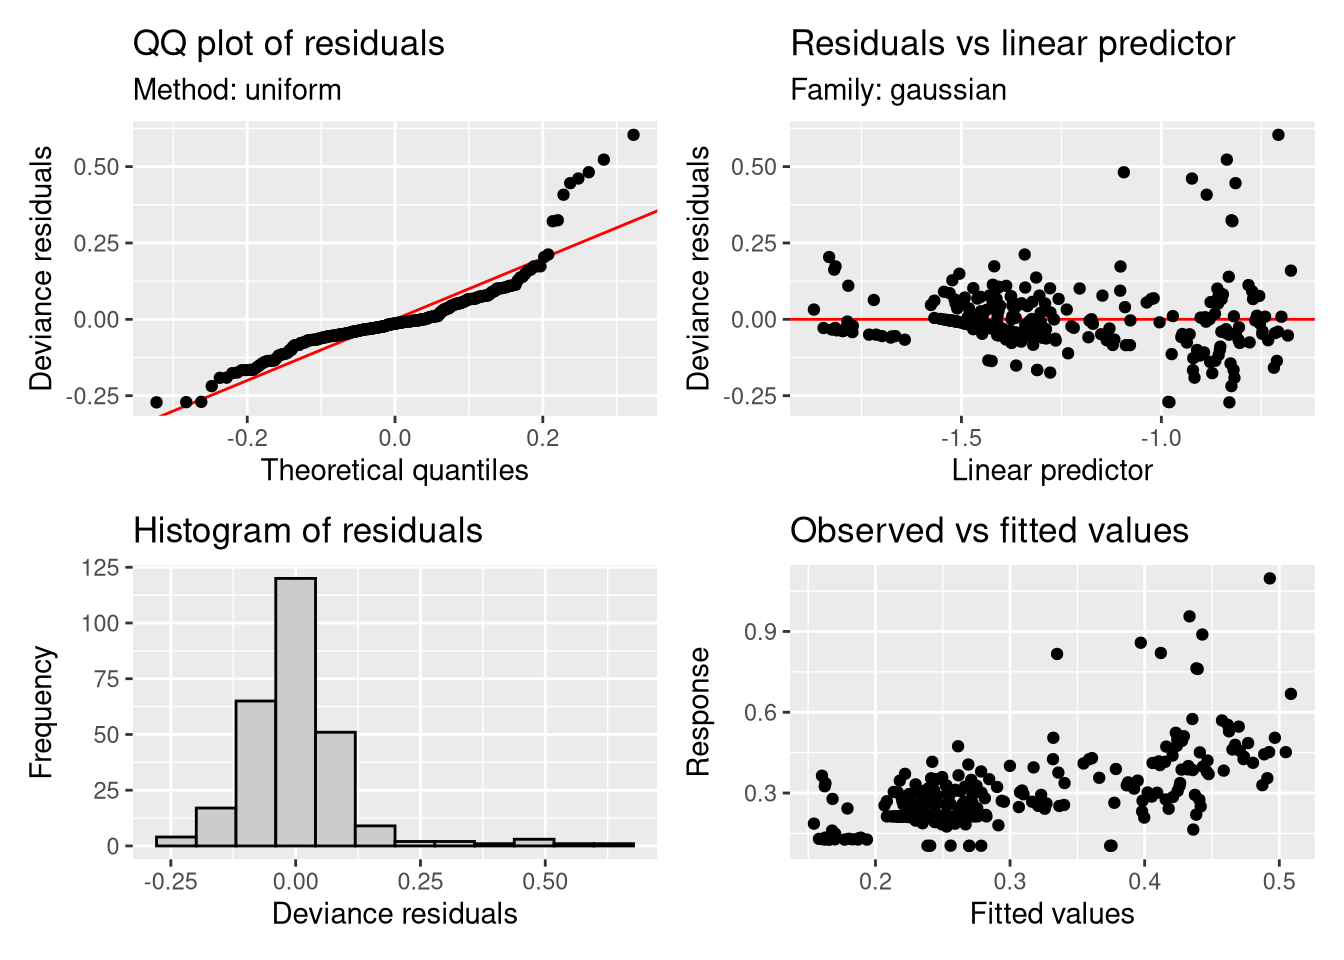 QQ plot of residuals
Method: uniform
Deviance residuals
0.50
0.25
0.00
-0.25
-0.2
0.0
0.2
Theoretical quantiles
Residuals vs linear predictor
Family: gaussian
Deviance residuals
0.50
0.25
0.00
-0.25
-1.5
-1.0
Linear predictor
Histogram of residuals
Frequency
125
100
75
50
25
0
-0.25
0.00
0.25
0.50
Deviance residuals
Observed vs fitted values
Response
0.9
0.6
0.3
0.2
0.3
0.4
0.5
Fitted values